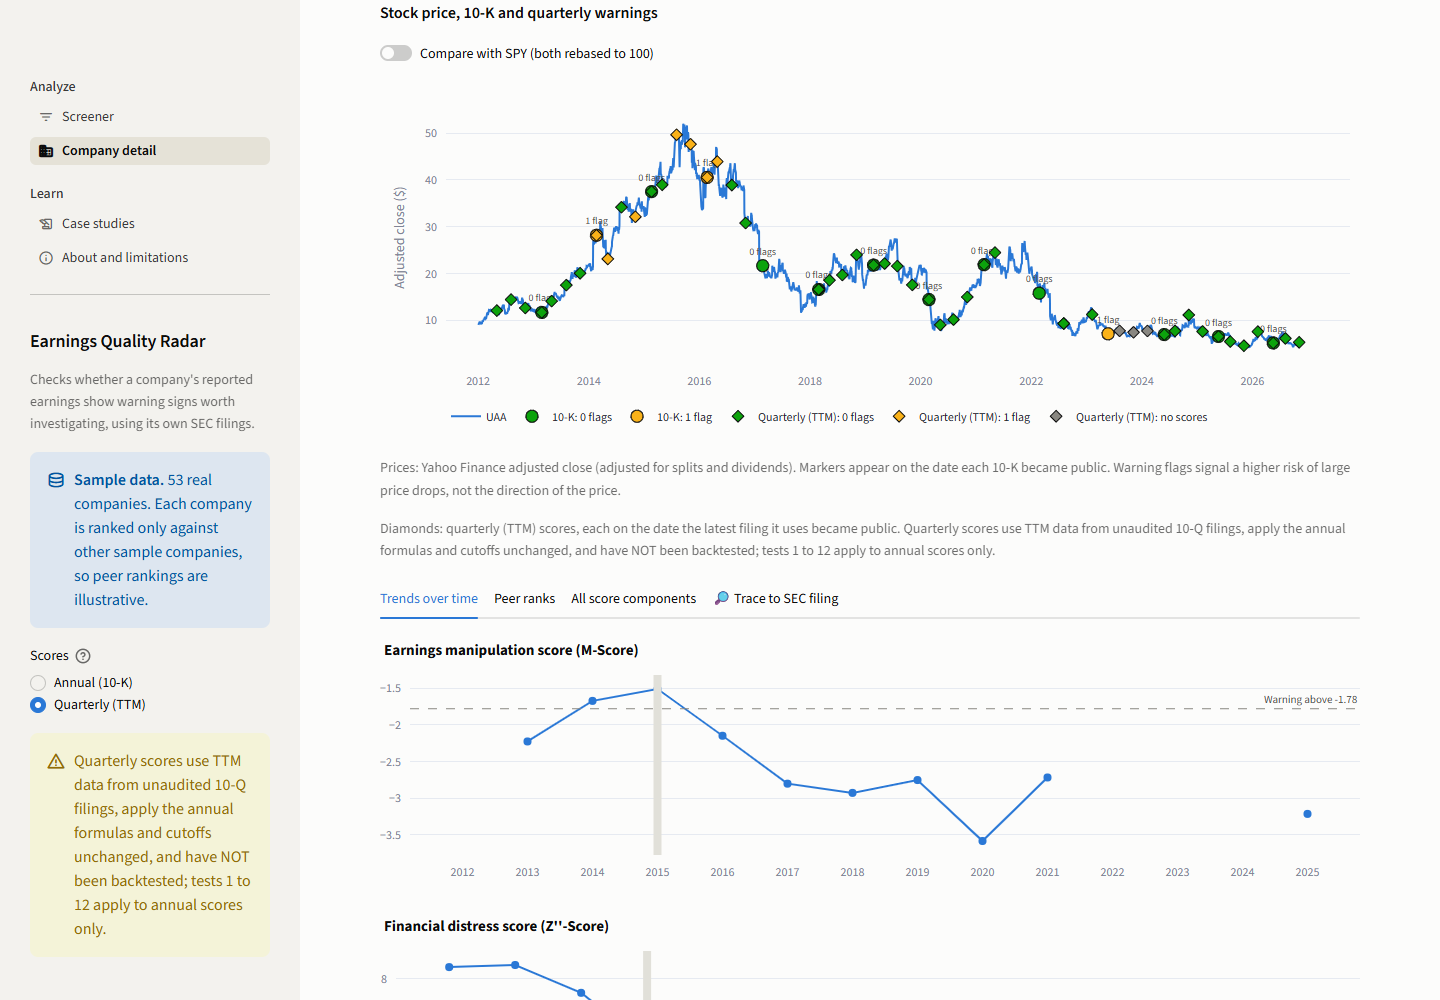 Analyze
Screener
Company detail
Learn
Case studies
About and limitations
Earnings Quality Radar
Checks whether a company's reported
earnings show warning signs worth
investigating, using its own SEC filings.
Sample data. 53 real
companies. Each company
is ranked only against
other sample companies,
so peer rankings are
illustrative.
Scores
Annual (10-K)
Quarterly (TTM)
Quarterly scores use TTM
data from unaudited 10-Q
filings, apply the annual
formulas and cutoffs
unchanged, and have NOT
been backtested; tests 1 to
12 apply to annual scores
only.
Stock price, 10-K and quarterly warnings
Compare with SPY (both rebased to 100)
Adjusted close ($)
50
40
30
20
10
0 flags
1 flag
0 flags
1 flag
0 flags
0 flags
0 flags
0 flags
0 flags
0 flags
1 flag
0 flags
0 flags
0 flags
2012 2014 2016 2018 2020 2022 2024 2026
UAA 10-K: 0 flags 10-K: 1 flag Quarterly (TTM): 0 flags Quarterly (TTM): 1 flag Quarterly (TTM): no scores
Prices: Yahoo Finance adjusted close (adjusted for splits and dividends). Markers appear on the date each 10-K became public. Warning flags signal a higher risk of large
price drops, not the direction of the price.
Diamonds: quarterly (TTM) scores, each on the date the latest filing it uses became public. Quarterly scores use TTM data from unaudited 10-Q filings, apply the annual
formulas and cutoffs unchanged, and have NOT been backtested; tests 1 to 12 apply to annual scores only.
Trends over time Peer ranks All score components Trace to SEC filing
Earnings manipulation score (M-Score)
Warning above -1.78
−1.5
−2
−2.5
−3
−3.5
2012 2013 2014 2015 2016 2017 2018 2019 2020 2021 2022 2023 2024 2025
Financial distress score (Z''-Score)
8